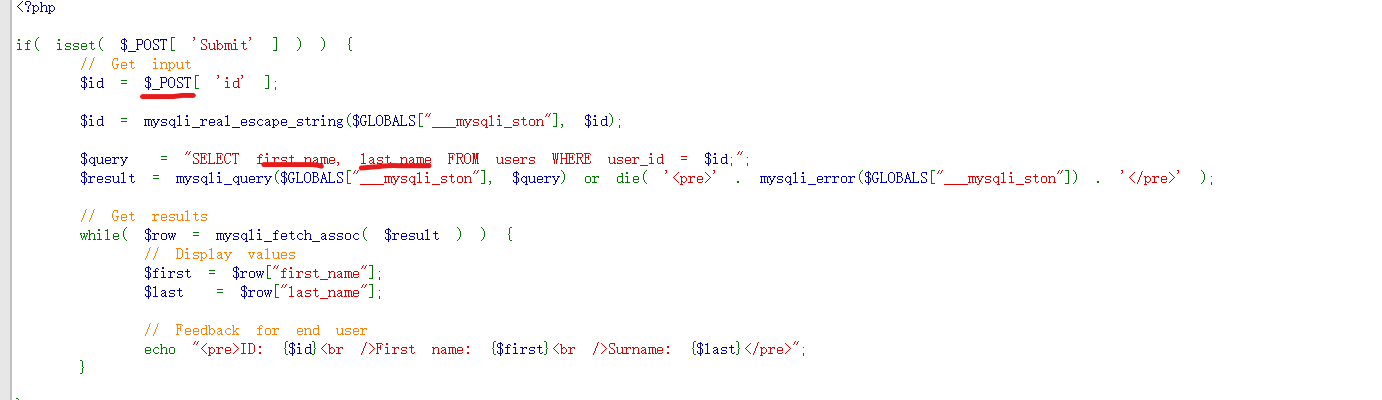 <?php
if( isset( $_POST[ 'Submit' ] ) ) {
// Get input
$id = $_POST[ 'id' ];
$id = mysqli_real_escape_string($GLOBALS["___mysqli_ston"], $id);
$query = "SELECT first_name, last_name FROM users WHERE user_id = $id;";
$result = mysqli_query($GLOBALS["___mysqli_ston"], $query) or die( '<pre>' . mysqli_error($GLOBALS["___mysqli_ston"]) . '</pre>' );
// Get results
while( $row = mysqli_fetch_assoc( $result ) ) {
// Display values
$first = $row["first_name"];
$last = $row["last_name"];
// Feedback for end user
echo "<pre>ID: {$id}<br />First name: {$first}<br />Surname: {$last}</pre>";
}